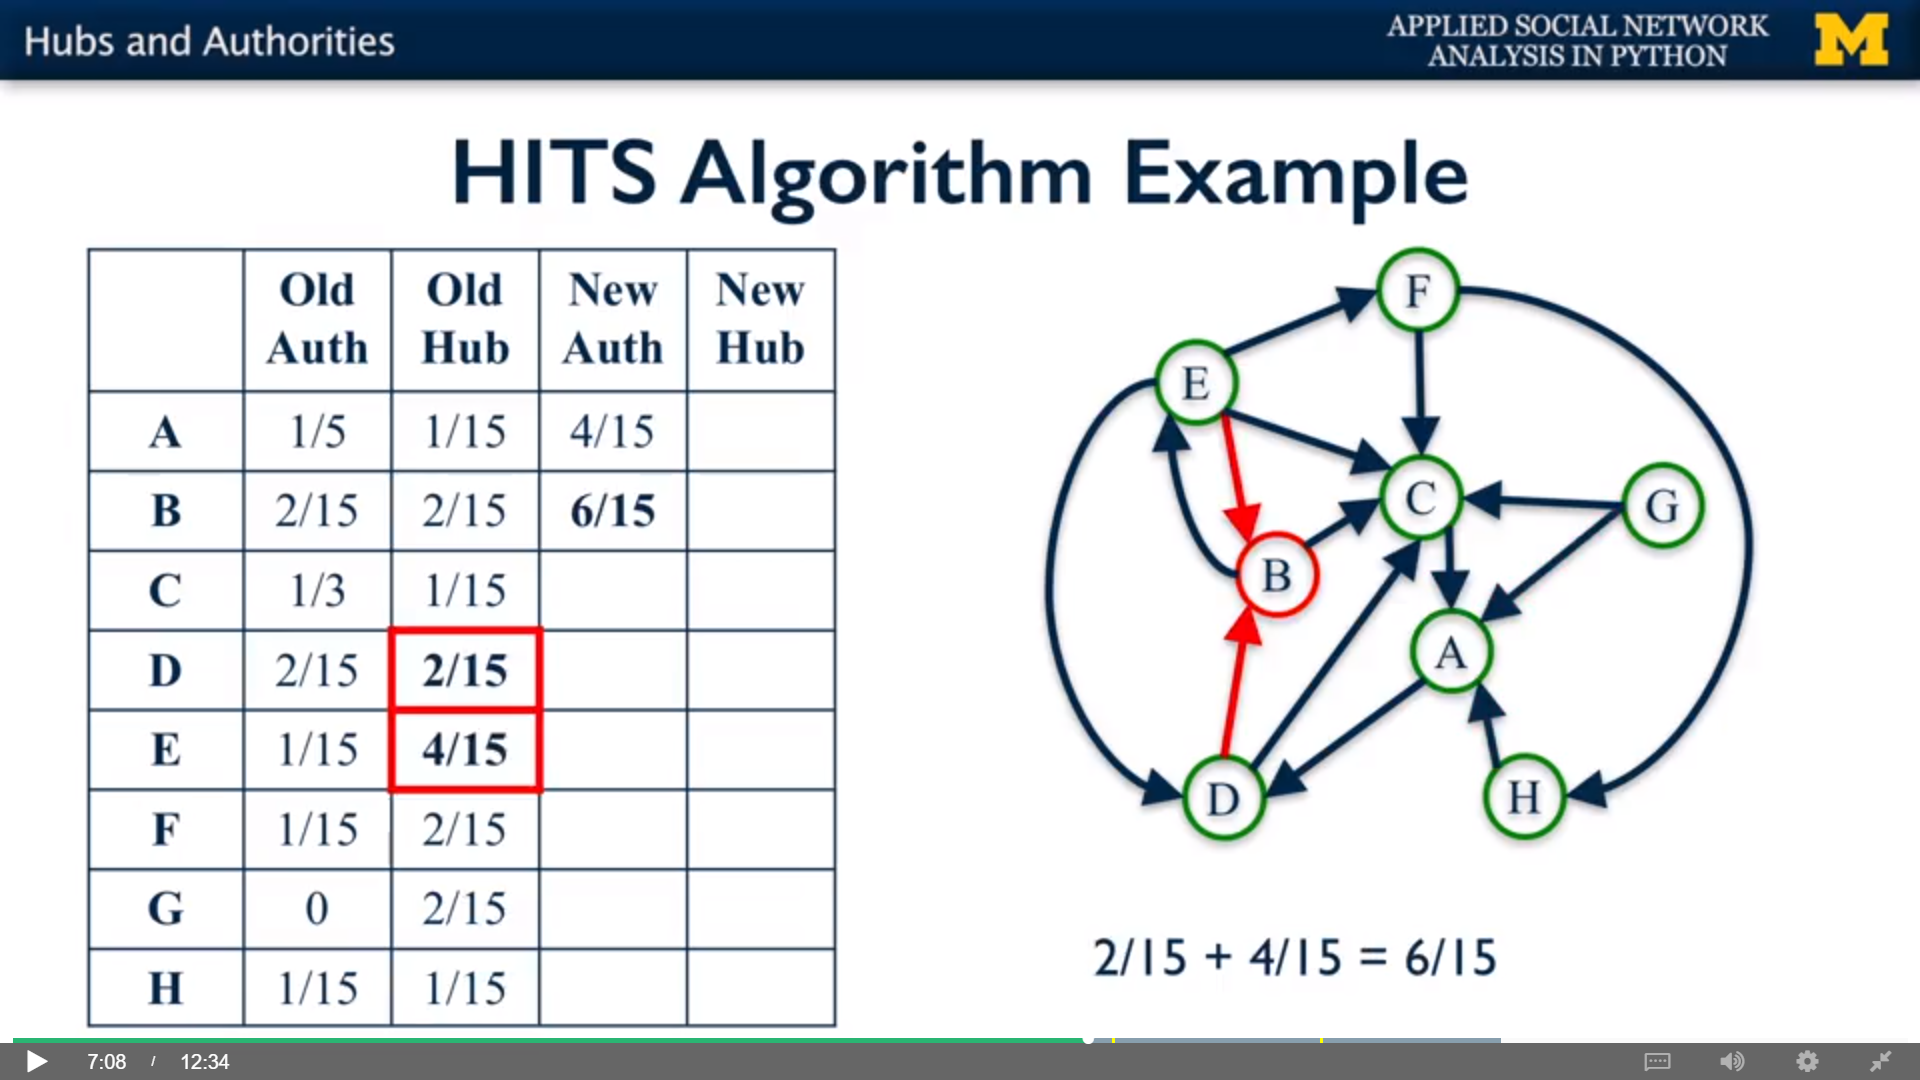 Hubs and Authorities
APPLIED SOCIAL NETWORK
ANALYSIS IN PYTHON
M
HITS Algorithm Example
Old Auth Old Hub New Auth New Hub
A 1/5 1/15 4/15
B 2/15 2/15 6/15
C 1/3 1/15
D 2/15 2/15
E 1/15 4/15
F 1/15 2/15
G 0 2/15
H 1/15 1/15
F
E
C
G
B
A
D
H
2/15 + 4/15 = 6/15
7:08 / 12:34